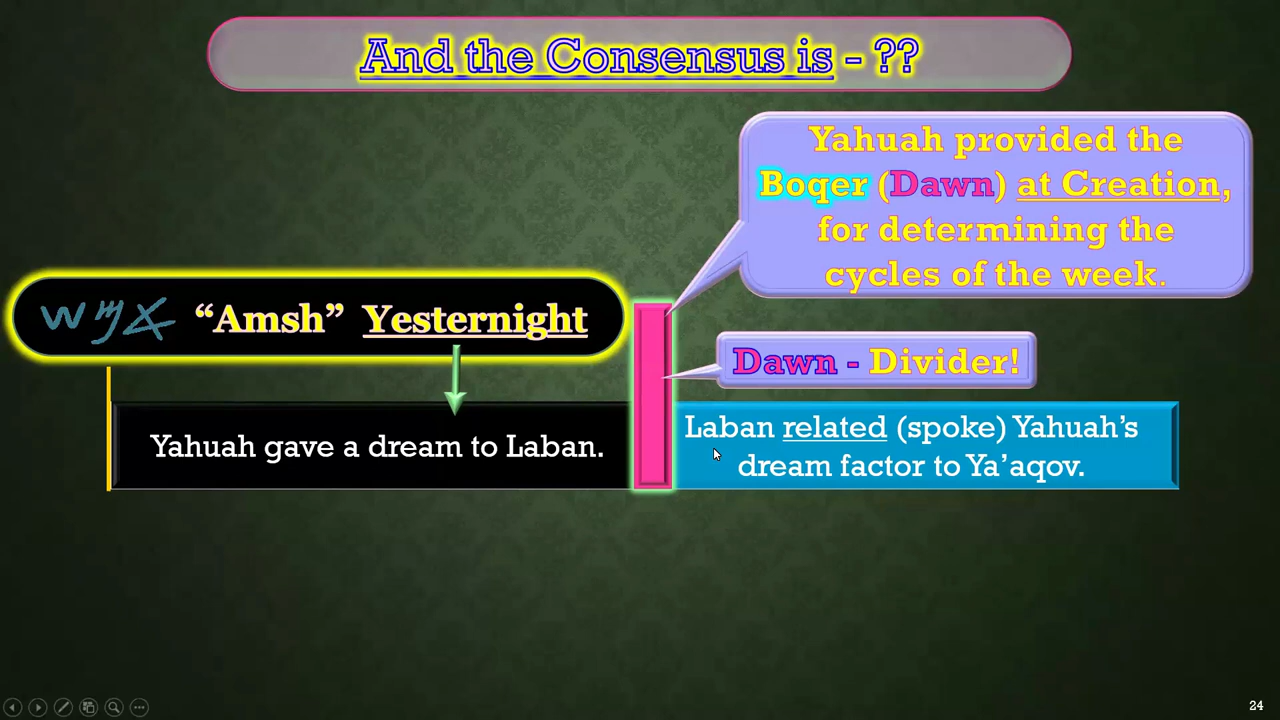 And the Consensus is - ??
Yahuah provided the
Boqer (Dawn) at Creation,
for determining the
cycles of the week.
𐤀𐤌𐤔 “Amsh” Yesternight
Dawn - Divider!
Yahuah gave a dream to Laban.
Laban related (spoke) Yahuah’s
dream factor to Ya’aqov.
24